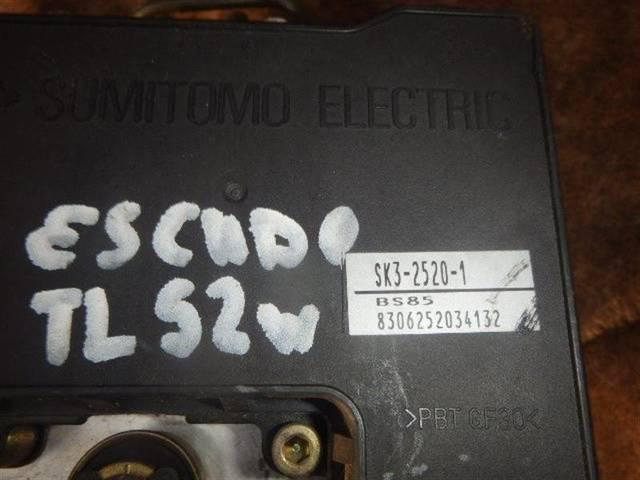 SUMITOMO ELECTRIC
ESCUDO
TL52W
SK3-2520-1
BS85
8306252034132
>PBT GF30<